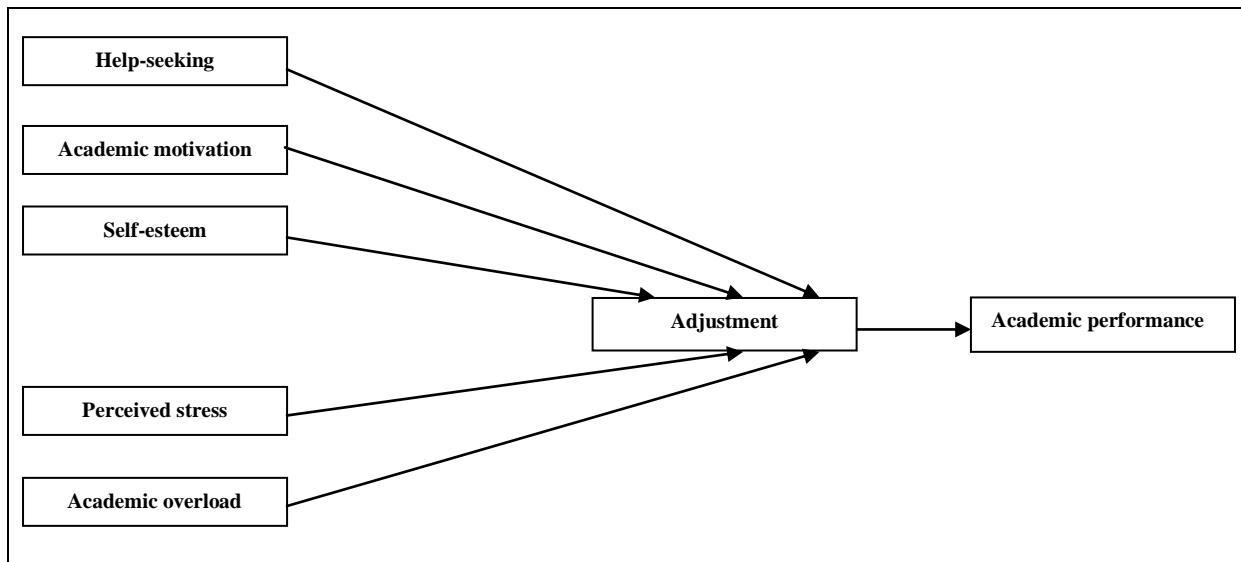 Help-seeking
Academic motivation
Self-esteem
Adjustment
Academic performance
Perceived stress
Academic overload